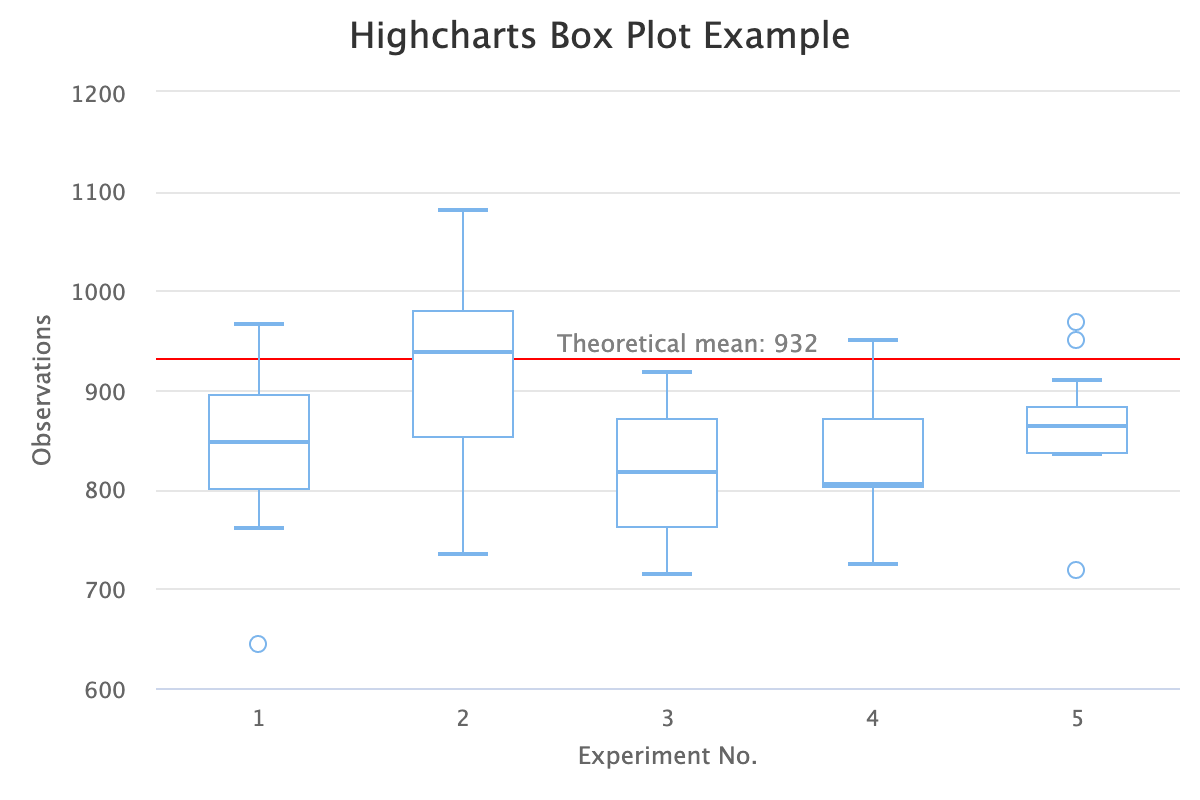 Highcharts Box Plot Example
1200
1100
1000
900
800
700
600
Observations
Theoretical mean: 932
1 2 3 4 5
Experiment No.